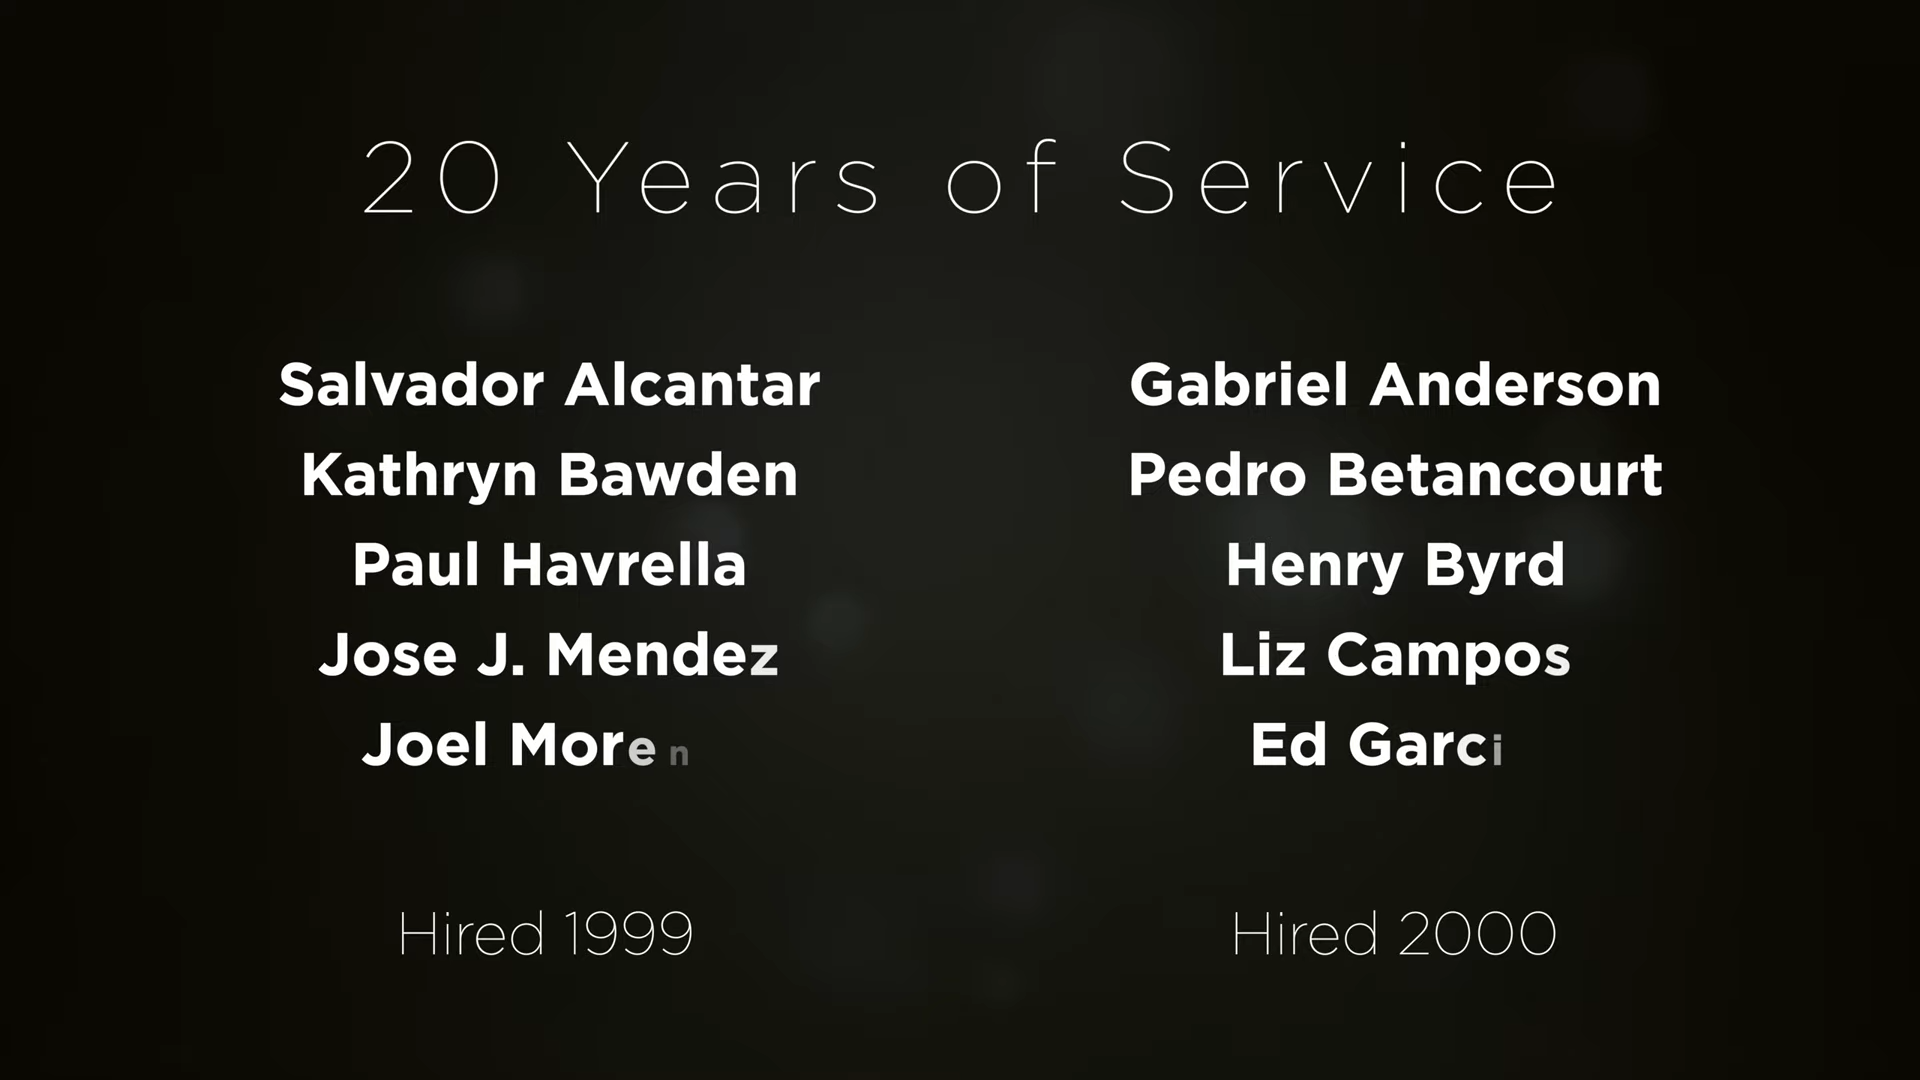 20 Years of Service
Salvador Alcantar
Kathryn Bawden
Paul Havrella
Jose J. Mendez
Joel Moren
Hired 1999
Gabriel Anderson
Pedro Betancourt
Henry Byrd
Liz Campos
Ed Garci
Hired 2000